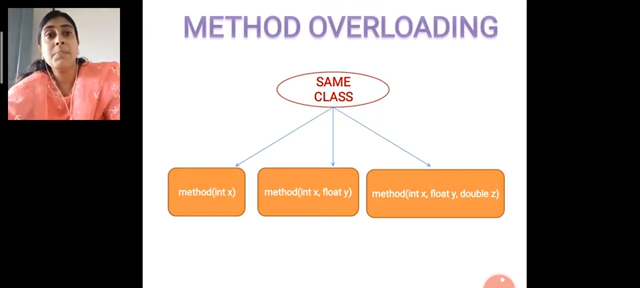 METHOD OVERLOADING
SAME
CLASS
method(int x)
method(int x, float y)
method(int x, float y, double z)